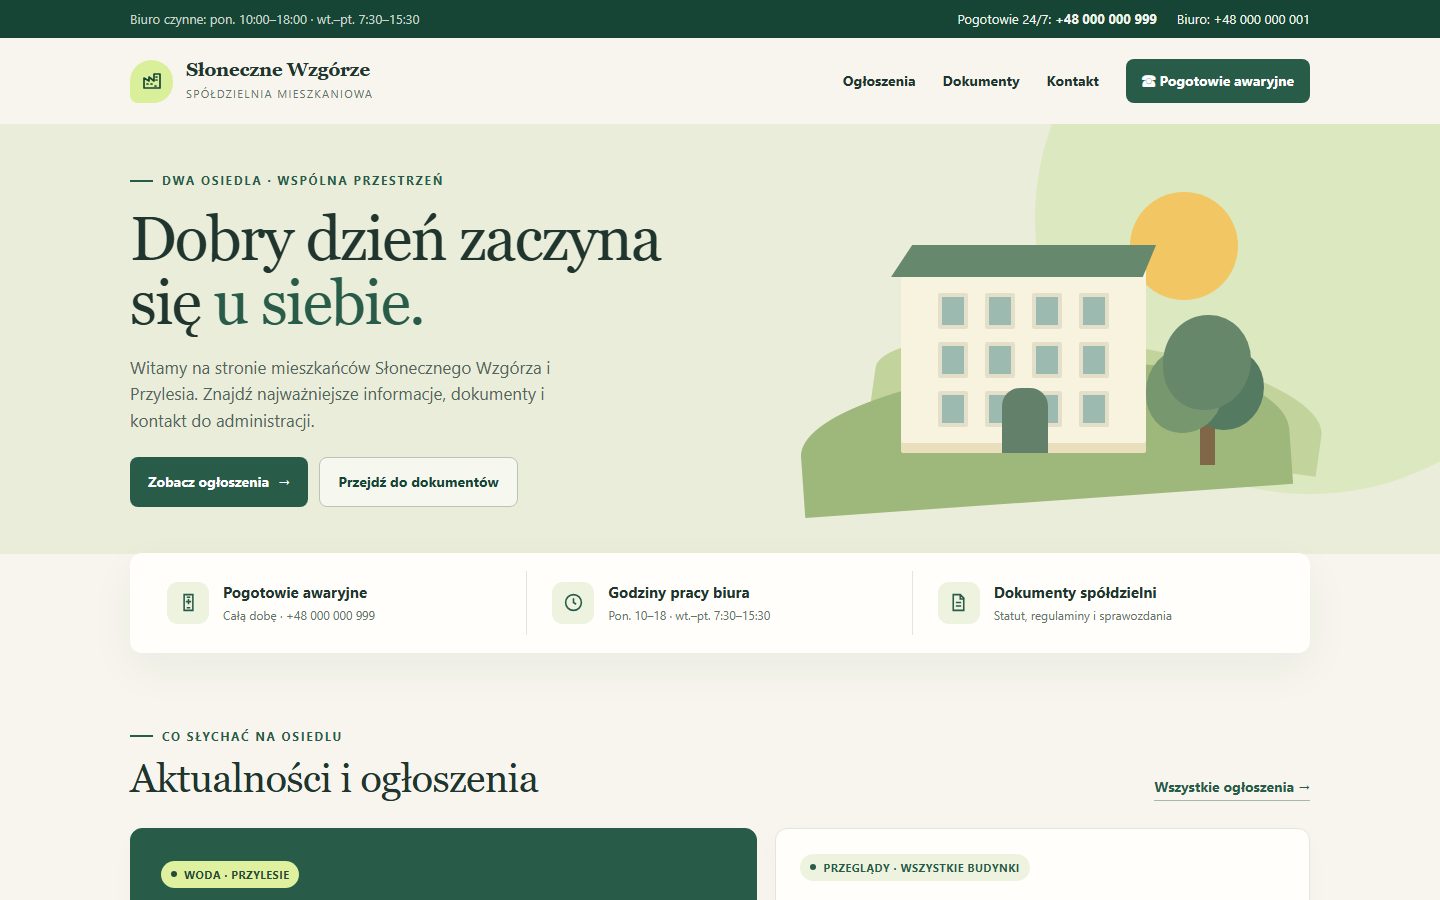 Biuro czynne: pon. 10:00–18:00 · wt.–pt. 7:30–15:30
Pogotowie 24/7: +48 000 000 999
Biuro: +48 000 000 001
Słoneczne Wzgórze
SPÓŁDZIELNIA MIESZKANIOWA
Ogłoszenia
Dokumenty
Kontakt
☎ Pogotowie awaryjne
DWA OSIEDLA · WSPÓLNA PRZESTRZEŃ
Dobry dzień zaczyna
się u siebie.
Witamy na stronie mieszkańców Słonecznego Wzgórza i
Przylesia. Znajdź najważniejsze informacje, dokumenty i
kontakt do administracji.
Zobacz ogłoszenia →
Przejdź do dokumentów
Pogotowie awaryjne
Całą dobę · +48 000 000 999
Godziny pracy biura
Pon. 10–18 · wt.–pt. 7:30–15:30
Dokumenty spółdzielni
Statut, regulaminy i sprawozdania
CO SŁYCHAĆ NA OSIEDLU
Aktualności i ogłoszenia
Wszystkie ogłoszenia →
WODA · PRZYLESIE
PRZEGLĄDY · WSZYSTKIE BUDYNKI